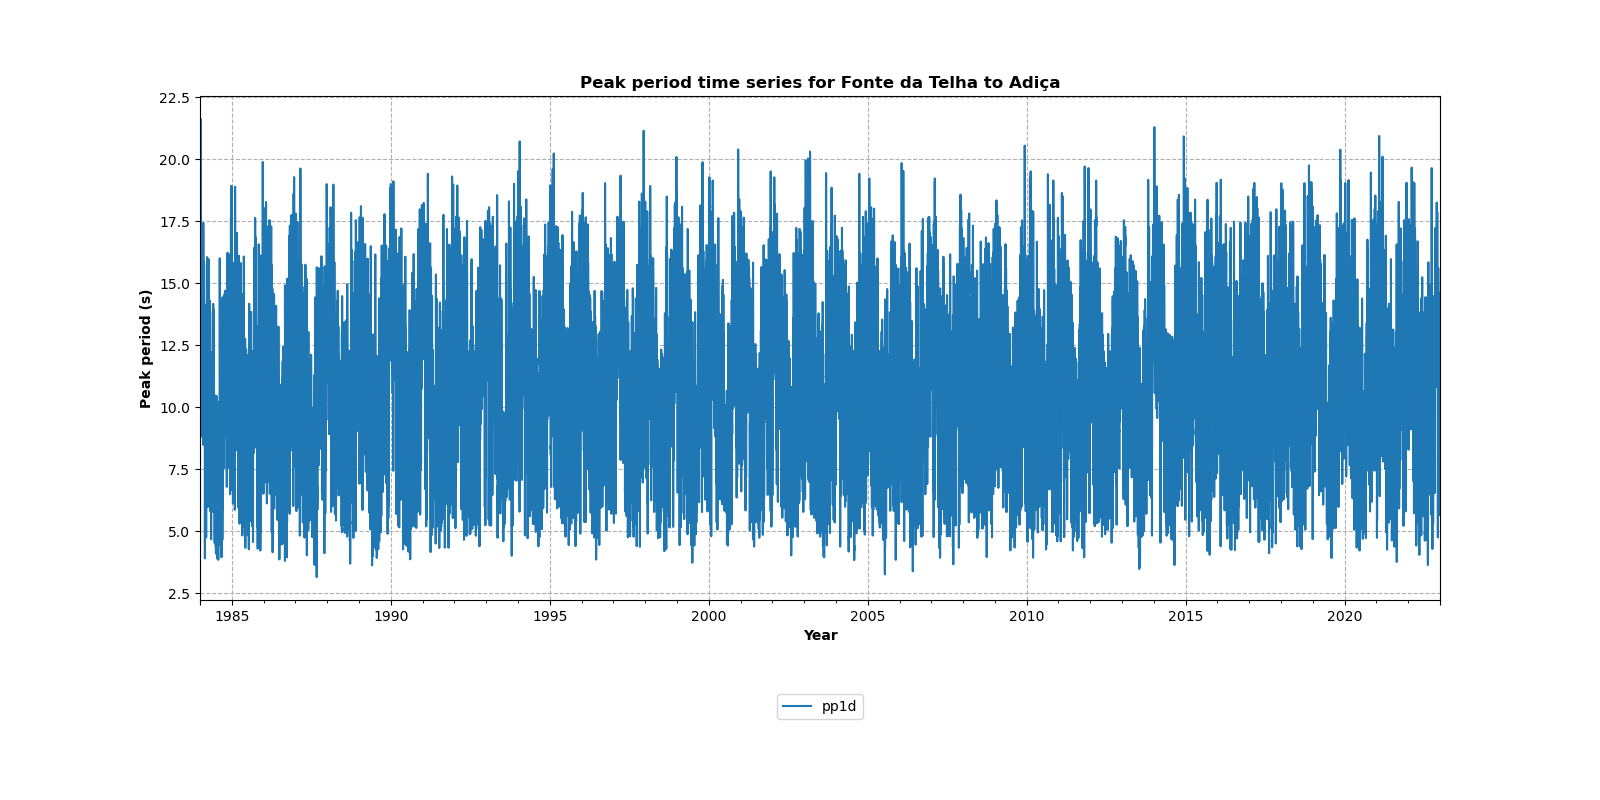 Peak period time series for Fonte da Telha to Adiça
22.5
20.0
17.5
15.0
12.5
10.0
7.5
5.0
2.5
Peak period (s)
1985 1990 1995 2000 2005 2010 2015 2020
Year
pp1d